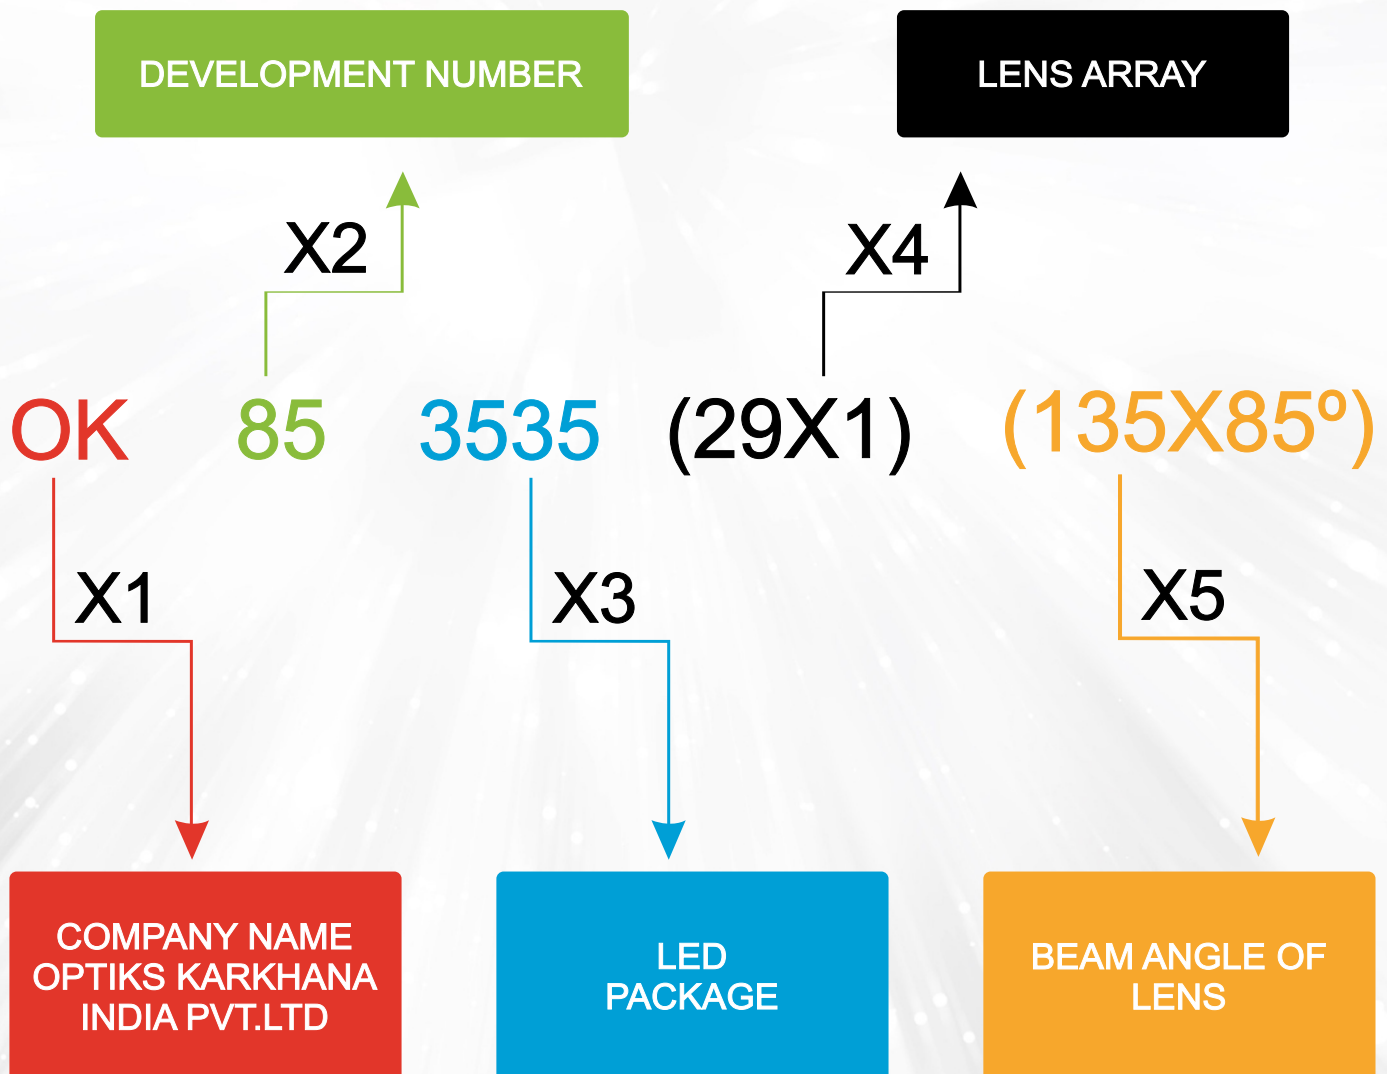 DEVELOPMENT NUMBER
LENS ARRAY
X2
X4
OK 85 3535 (29X1) (135X85º)
X1
X3
X5
COMPANY NAME
OPTIKS KARKHANA
INDIA PVT.LTD
LED
PACKAGE
BEAM ANGLE OF
LENS